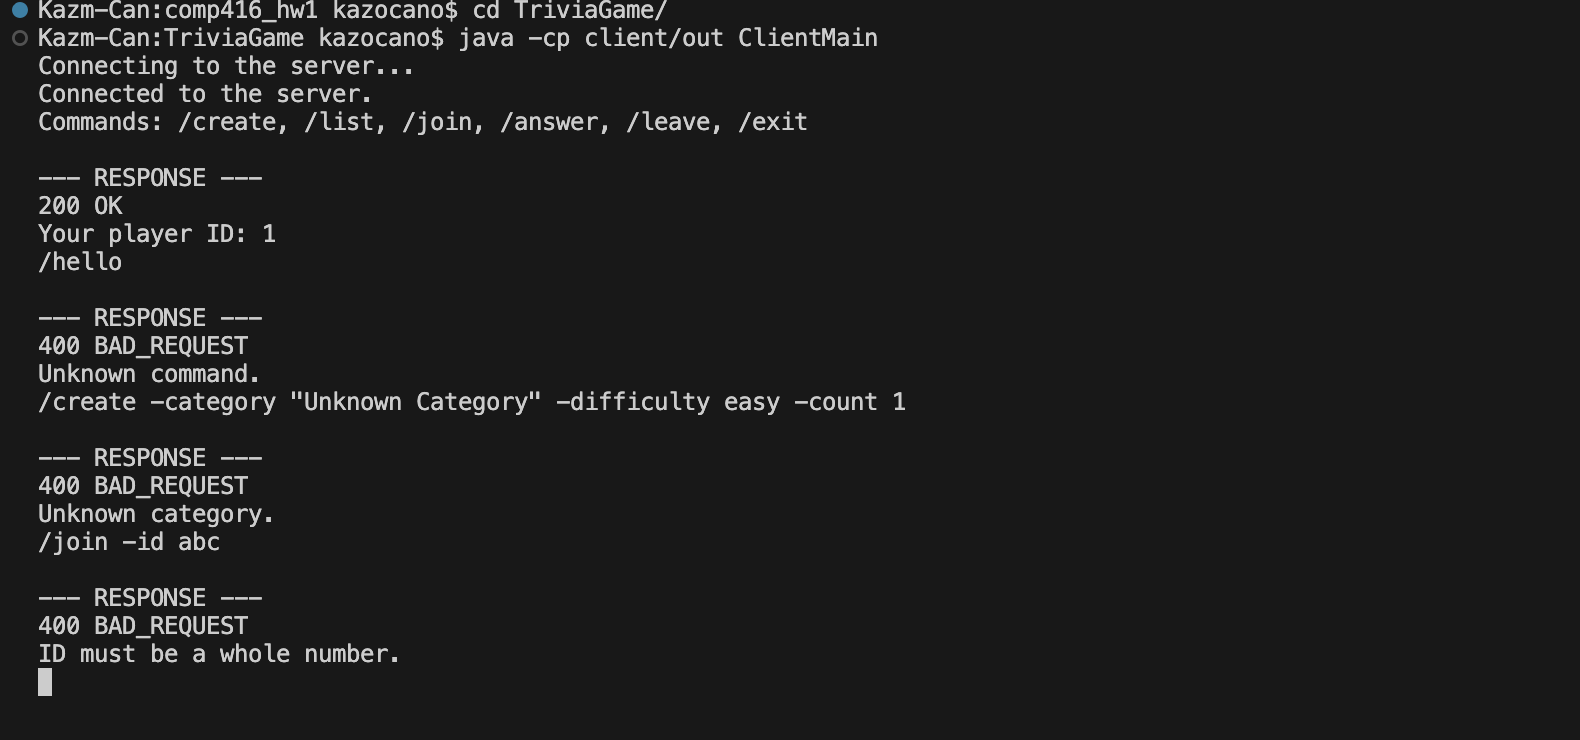 Kazm-Can:comp416_hw1 kazocano$ cd TriviaGame/
Kazm-Can:TriviaGame kazocano$ java -cp client/out ClientMain
Connecting to the server...
Connected to the server.
Commands: /create, /list, /join, /answer, /leave, /exit
--- RESPONSE ---
200 OK
Your player ID: 1
/hello
--- RESPONSE ---
400 BAD_REQUEST
Unknown command.
/create -category "Unknown Category" -difficulty easy -count 1
--- RESPONSE ---
400 BAD_REQUEST
Unknown category.
/join -id abc
--- RESPONSE ---
400 BAD_REQUEST
ID must be a whole number.